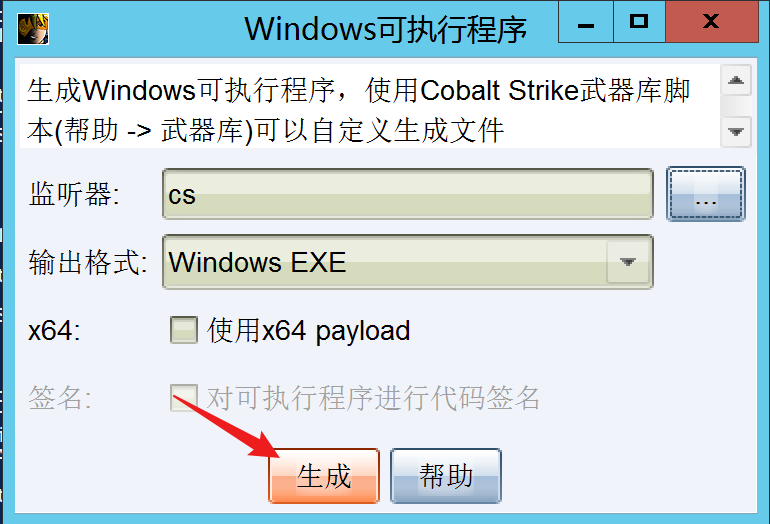 Windows可执行程序
生成Windows可执行程序，使用Cobalt Strike武器库脚
本(帮助 -> 武器库)可以自定义生成文件
监听器: cs ...
输出格式: Windows EXE
x64: 使用x64 payload
签名: 对可执行程序进行代码签名
生成 帮助